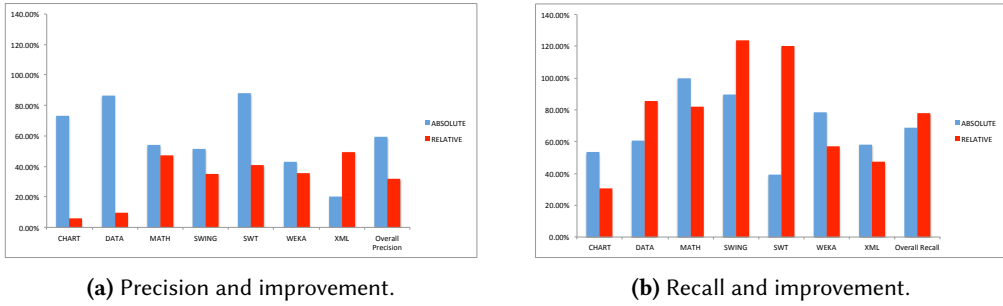 140.00%
120.00%
100.00%
80.00%
60.00%
40.00%
20.00%
0.00%
CHART DATA MATH SWING SWT WEKA XML Overall Precision
ABSOLUTE
RELATIVE
(a) Precision and improvement.
140.00%
120.00%
100.00%
80.00%
60.00%
40.00%
20.00%
0.00%
CHART DATA MATH SWING SWT WEKA XML Overall Recall
ABSOLUTE
RELATIVE
(b) Recall and improvement.